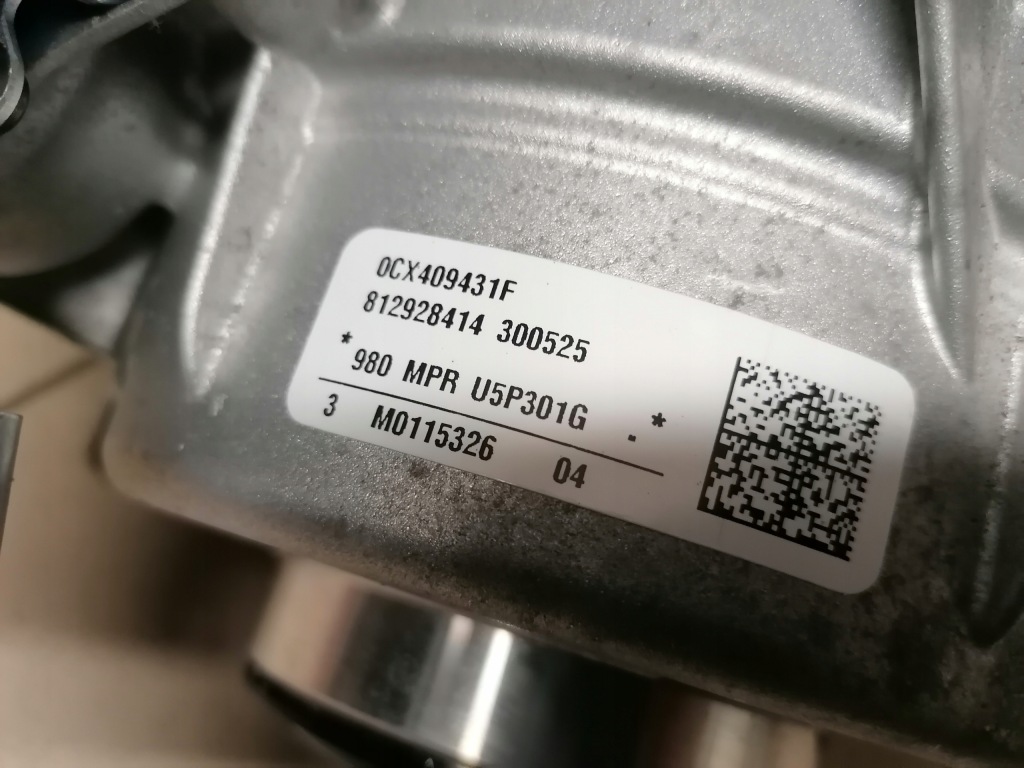 0CX409431F
812928414 300525
*980 MPR U5P301G .*
3 M0115326 04